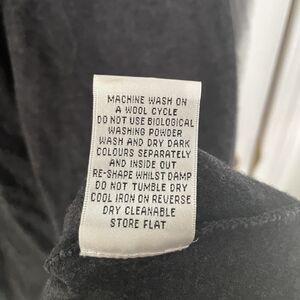 MACHINE WASH ON
A WOOL CYCLE
DO NOT USE BIOLOGICAL
WASHING POWDER
WASH AND DRY DARK
COLOURS SEPARATELY
AND INSIDE OUT
RE-SHAPE WHILST DAMP
DO NOT TUMBLE DRY
COOL IRON ON REVERSE
DRY CLEANABLE
STORE FLAT